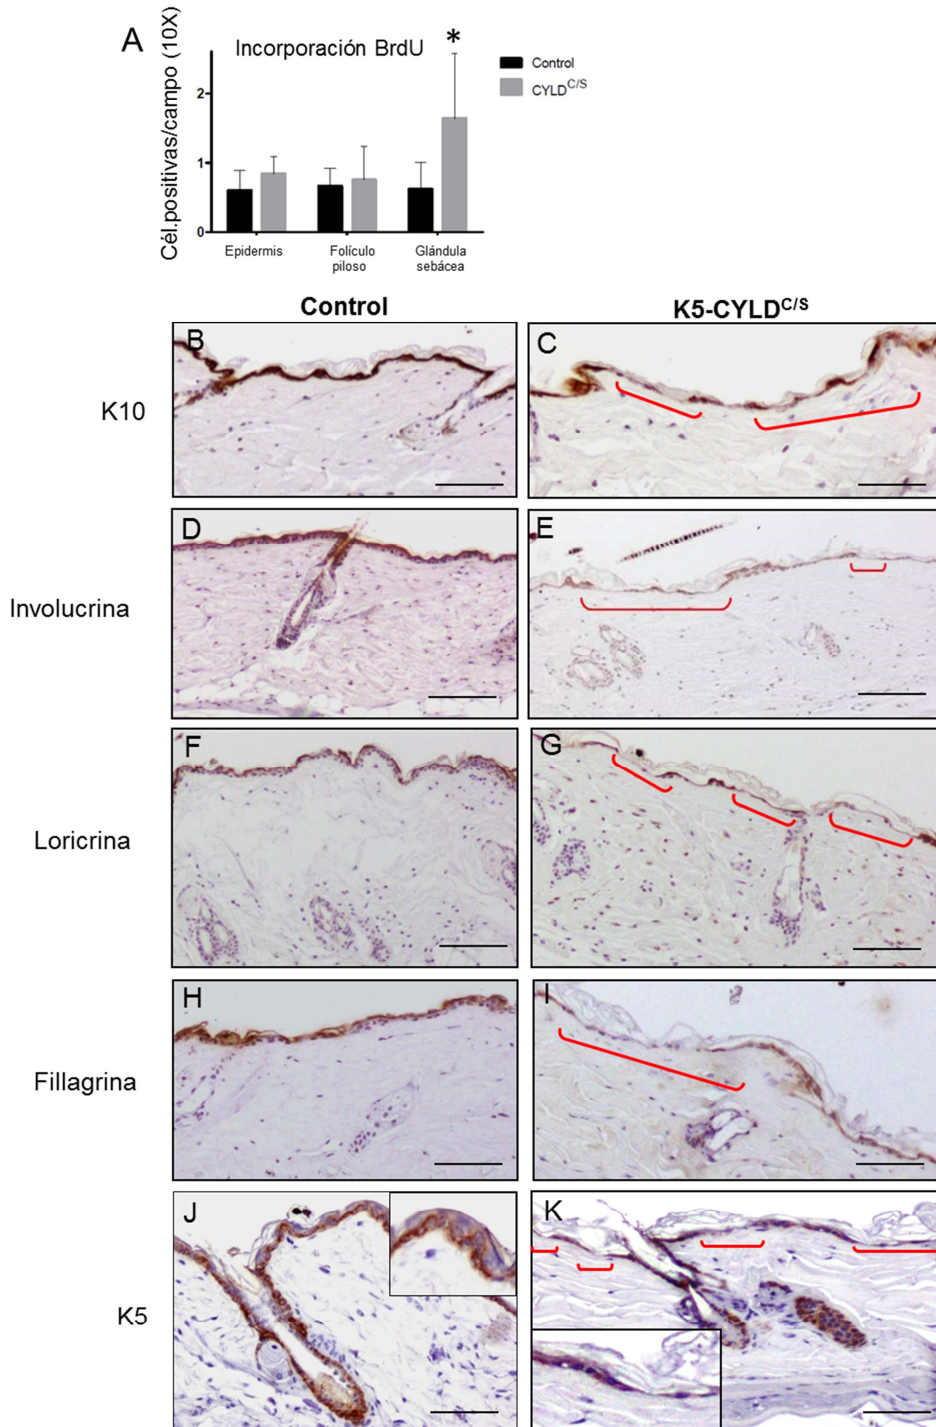 A
Incorporación BrdU
*
Cél.positivas/campo (10X)
2
1
0
Control
CYLD^C/S
Epidermis
Folículo
piloso
Glándula
sebácea
Control
K5-CYLD^C/S
K10
B
C
Involucrina
D
E
Loricrina
F
G
Fillagrina
H
I
K5
J
K